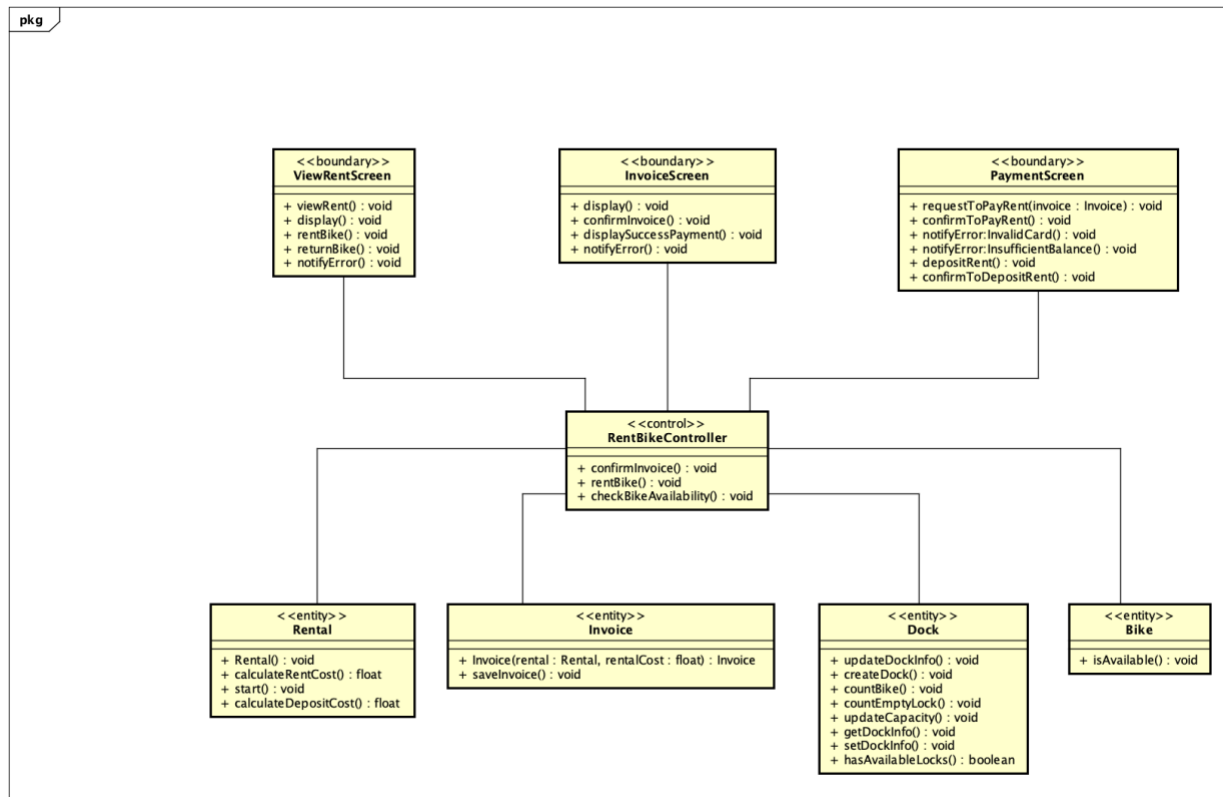 pkg
<<boundary>>
ViewRentScreen
+ viewRent() : void
+ display() : void
+ rentBike() : void
+ returnBike() : void
+ notifyError() : void
<<boundary>>
InvoiceScreen
+ display() : void
+ confirmInvoice() : void
+ displaySuccessPayment() : void
+ notifyError() : void
<<boundary>>
PaymentScreen
+ requestToPayRent(invoice : Invoice) : void
+ confirmToPayRent() : void
+ notifyError:InvalidCard() : void
+ notifyError:InsufficientBalance() : void
+ depositRent() : void
+ confirmToDepositRent() : void
<<control>>
RentBikeController
+ confirmInvoice() : void
+ rentBike() : void
+ checkBikeAvailability() : void
<<entity>>
Rental
+ Rental() : void
+ calculateRentCost() : float
+ start() : void
+ calculateDepositCost() : float
<<entity>>
Invoice
+ Invoice(rental : Rental, rentalCost : float) : Invoice
+ saveInvoice() : void
<<entity>>
Dock
+ updateDockInfo() : void
+ createDock() : void
+ countBike() : void
+ countEmptyLock() : void
+ updateCapacity() : void
+ getDockInfo() : void
+ setDockInfo() : void
+ hasAvailableLocks() : boolean
<<entity>>
Bike
+ isAvailable() : void